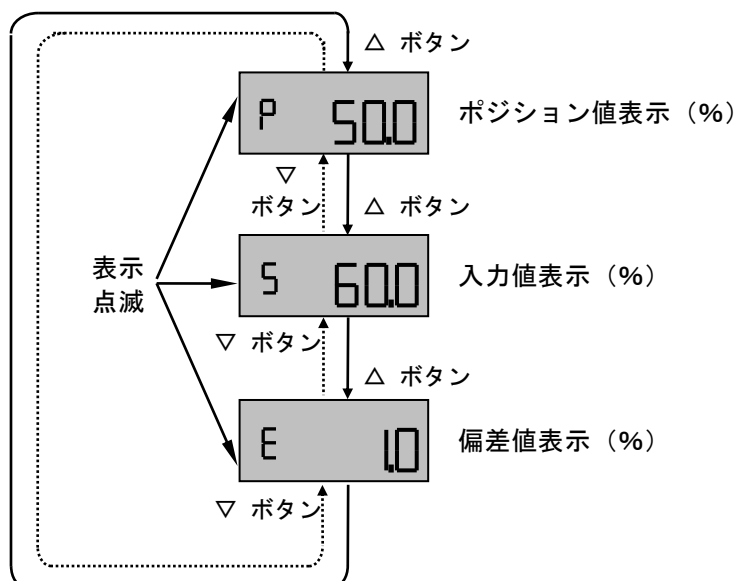 △ ボタン
P 50.0
ポジション値表示（%）
▽
ボタン
△ ボタン
表示
点滅
S 60.0
入力値表示（%）
▽ ボタン
△ ボタン
E 1.0
偏差値表示（%）
▽ ボタン